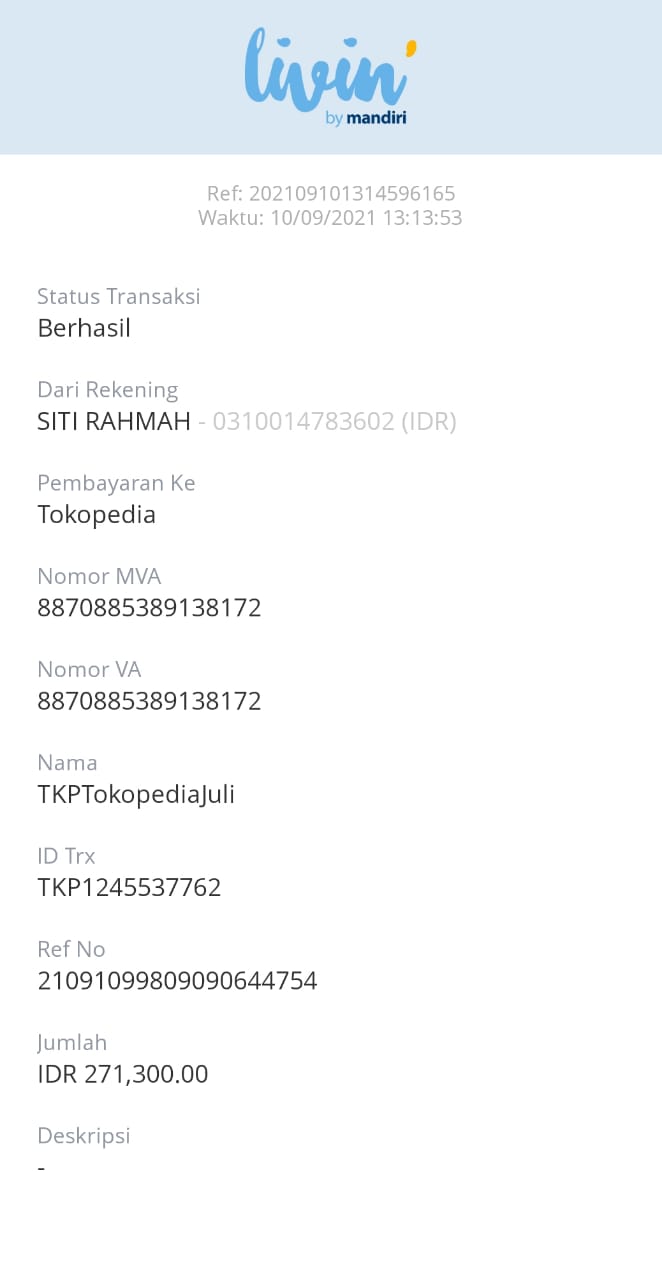 livin'
by mandiri
Ref: 202109101314596165
Waktu: 10/09/2021 13:13:53
Status Transaksi
Berhasil
Dari Rekening
SITI RAHMAH - 0310014783602 (IDR)
Pembayaran Ke
Tokopedia
Nomor MVA
8870885389138172
Nomor VA
8870885389138172
Nama
TKPTokopediaJuli
ID Trx
TKP1245537762
Ref No
21091099809090644754
Jumlah
IDR 271,300.00
Deskripsi
-